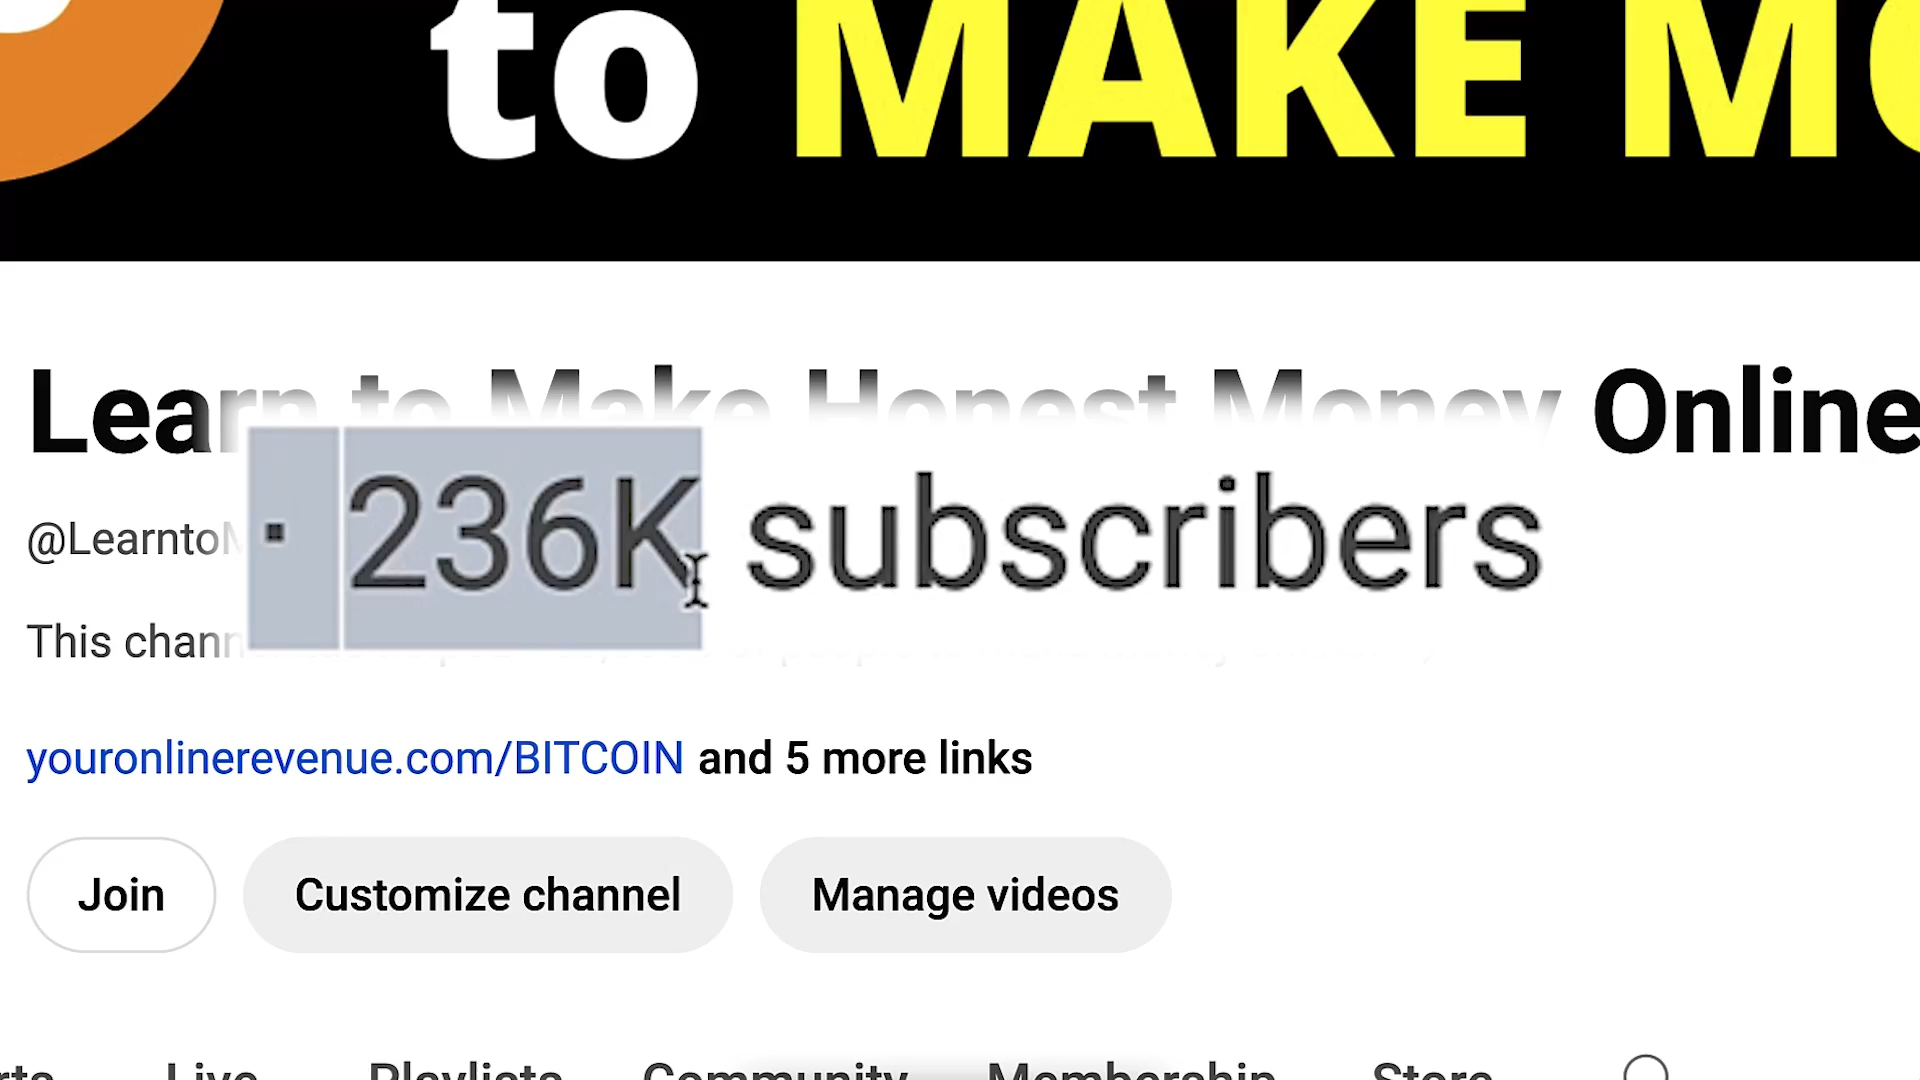 to MAKE MO
Learn to Make Honest Money Online
· 236K subscribers
@Learnto
This chann
youronlinerevenue.com/BITCOIN and 5 more links
Join
Customize channel
Manage videos
Live
Playlists
Community
Membership
Store